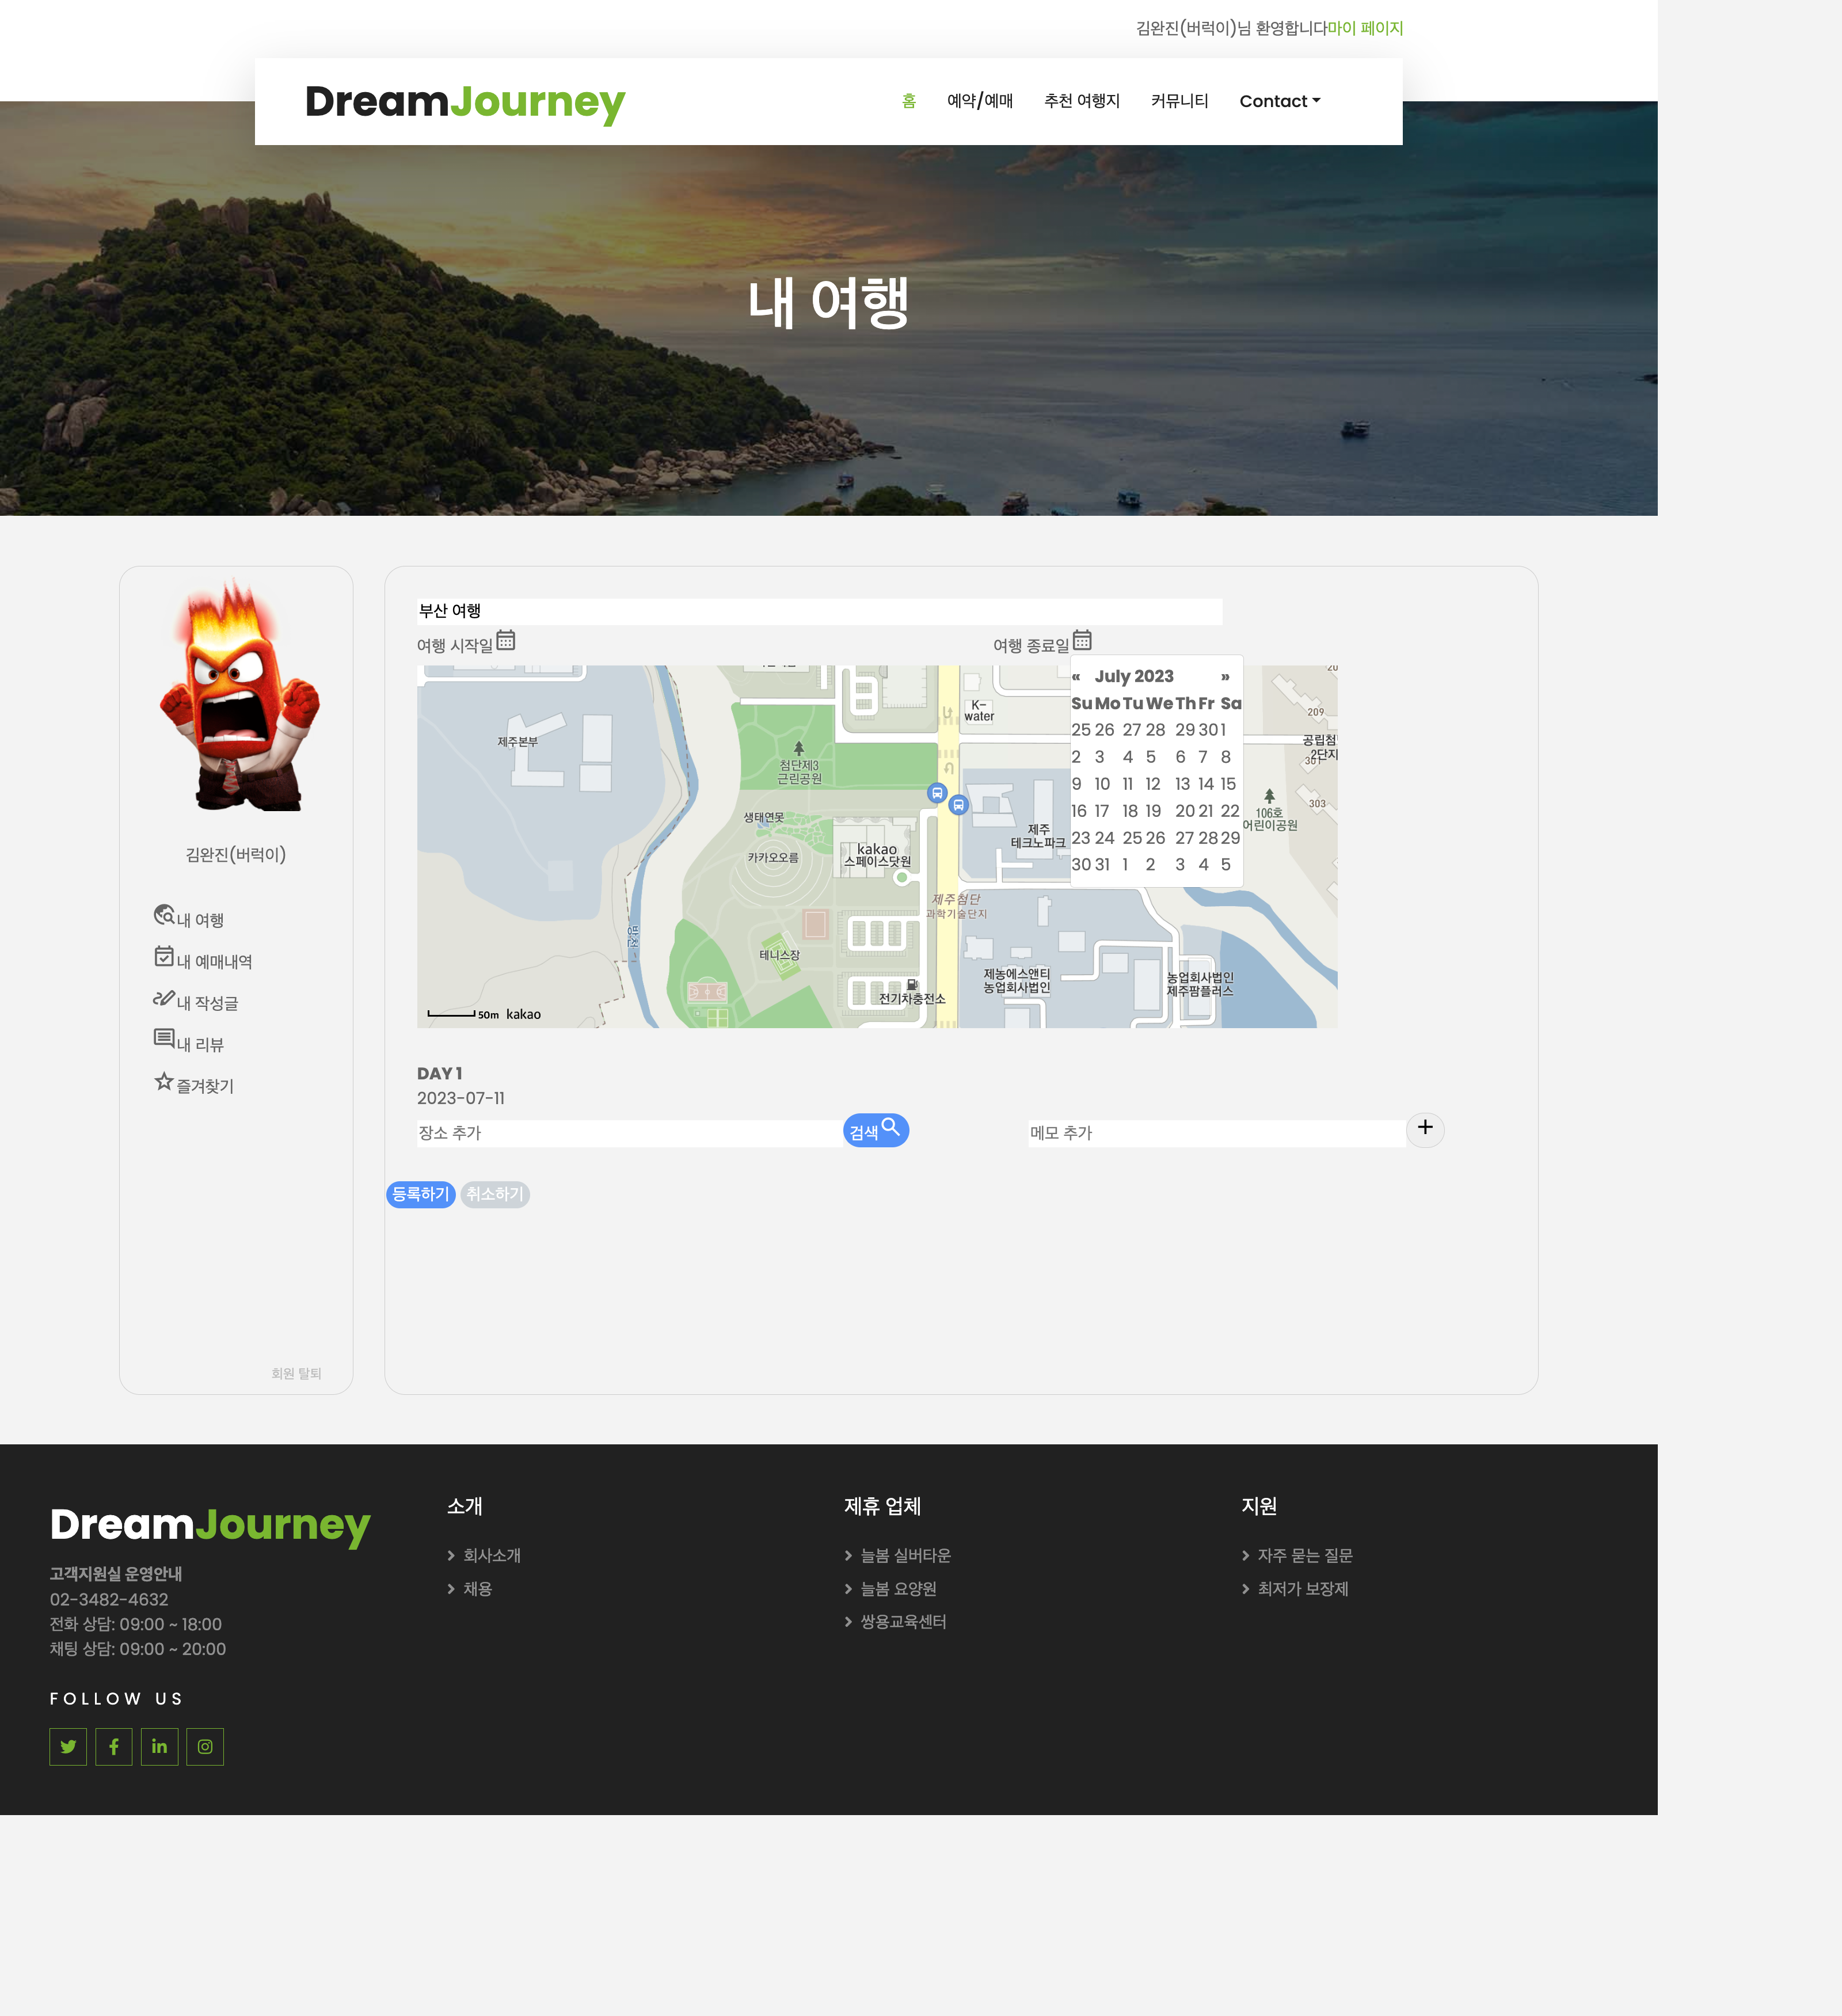 김완진(버럭이)님 환영합니다마이 페이지
DreamJourney
홈 예약/예매 추천 여행지 커뮤니티 Contact
내 여행
김완진(버럭이)
내 여행
내 예매내역
내 작성글
내 리뷰
즐겨찾기
회원 탈퇴
부산 여행
여행 시작일
여행 종료일
« July 2023 »
Su Mo Tu We Th Fr Sa
25 26 27 28 29 30 1
2 3 4 5 6 7 8
9 10 11 12 13 14 15
16 17 18 19 20 21 22
23 24 25 26 27 28 29
30 31 1 2 3 4 5
K-
water
제주본부
첨단제3
근린공원
생태연못
카카오오름
kakao
스페이스닷원
제주
테크노파크
209
공립첨
2단지
303
106호
어린이공원
제주첨단
과학기술단지
방천
테니스장
전기차충전소
제농에스앤티
농업회사법인
농업회사법인
제주팜플러스
50m kakao
DAY 1
2023-07-11
장소 추가 검색 메모 추가 +
등록하기 취소하기
DreamJourney
고객지원실 운영안내
02-3482-4632
전화 상담: 09:00 ~ 18:00
채팅 상담: 09:00 ~ 20:00
FOLLOW US
소개
회사소개
채용
제휴 업체
늘봄 실버타운
늘봄 요양원
쌍용교육센터
지원
자주 묻는 질문
최저가 보장제